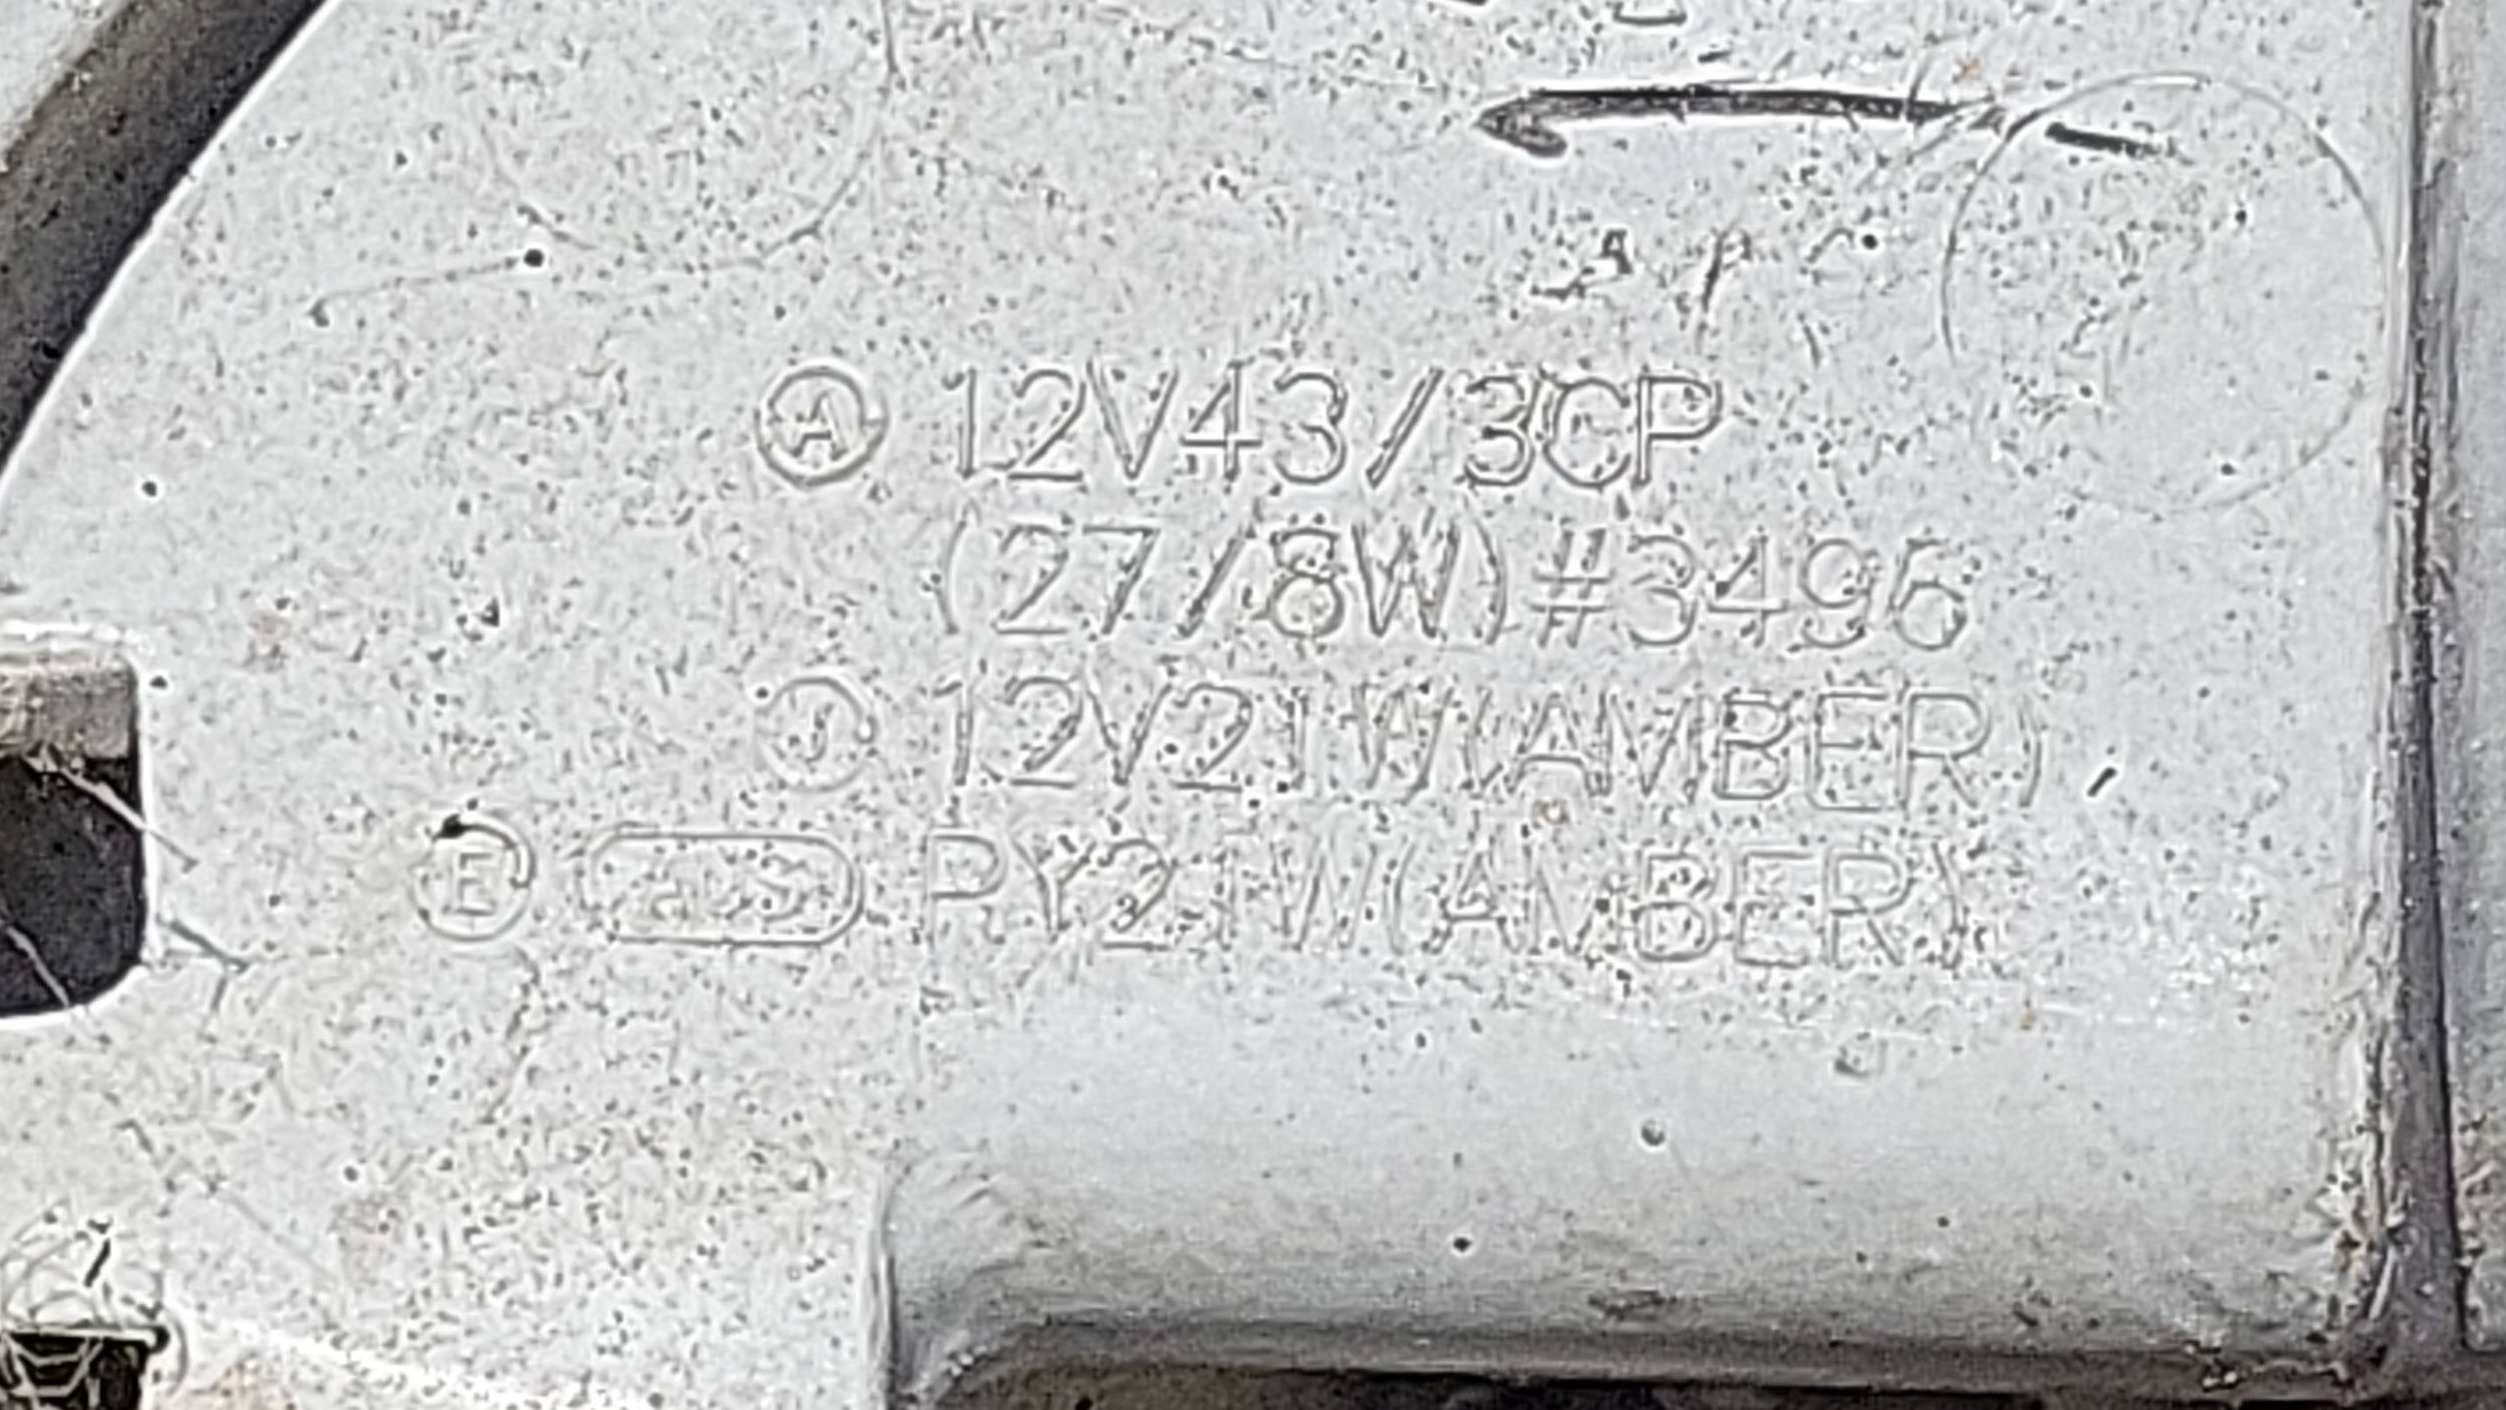 A 12V43/3CP
(27/8W)#3496
J 12V21W(AMBER)
E PY21W(AMBER)